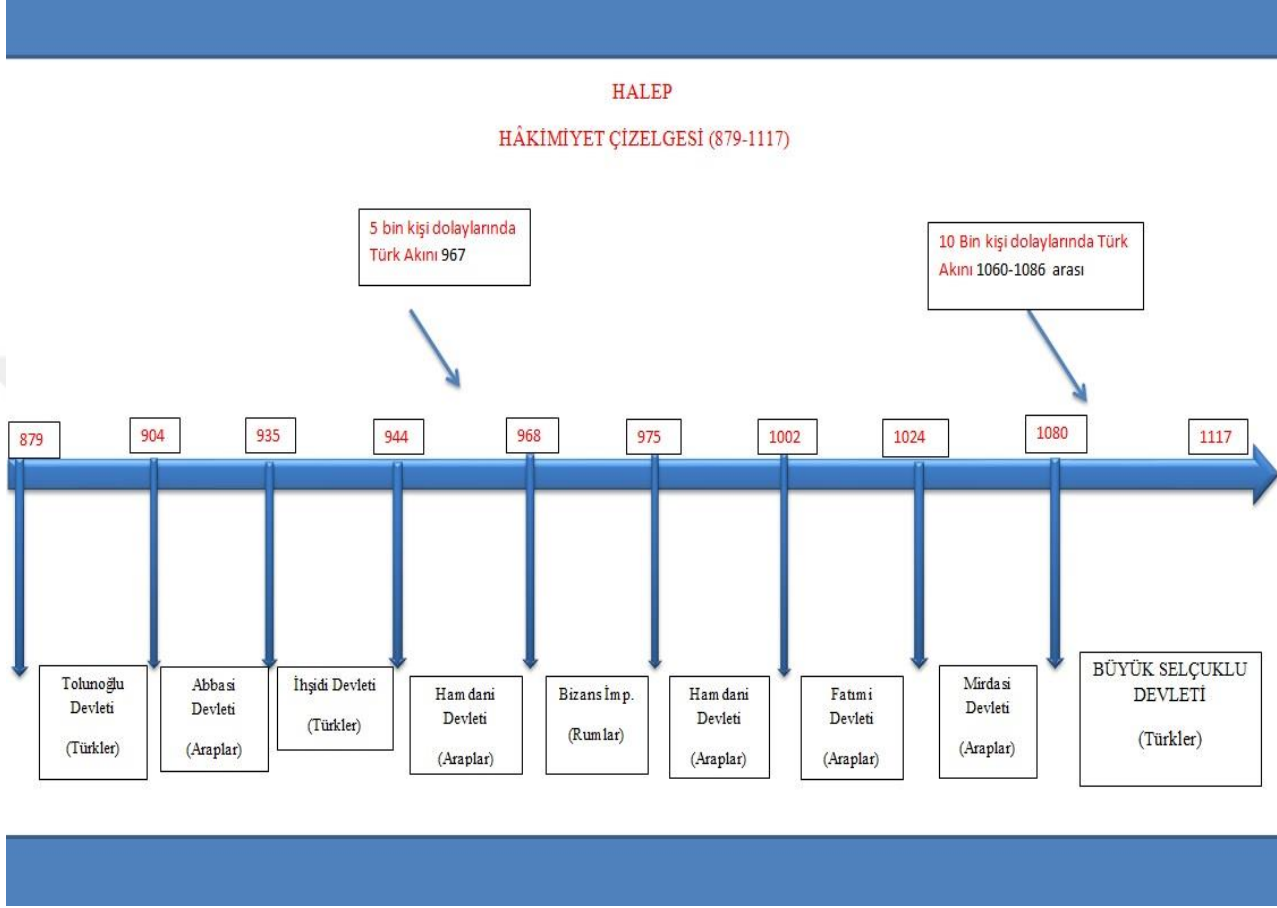 HALEP
HÂKİMİYET ÇİZELGESİ (879-1117)
5 bin kişi dolaylarında
Türk Akını 967
10 Bin kişi dolaylarında Türk
Akını 1060-1086 arası
879
904
935
944
968
975
1002
1024
1080
1117
Tolunoğlu
Devleti
(Türkler)
Abbasi
Devleti
(Araplar)
İhşidi Devleti
(Türkler)
Hamdani
Devleti
(Araplar)
Bizans İmp.
(Rumlar)
Hamdani
Devleti
(Araplar)
Fatımi
Devleti
(Araplar)
Mirdasi
Devleti
(Araplar)
BÜYÜK SELÇUKLU
DEVLETİ
(Türkler)